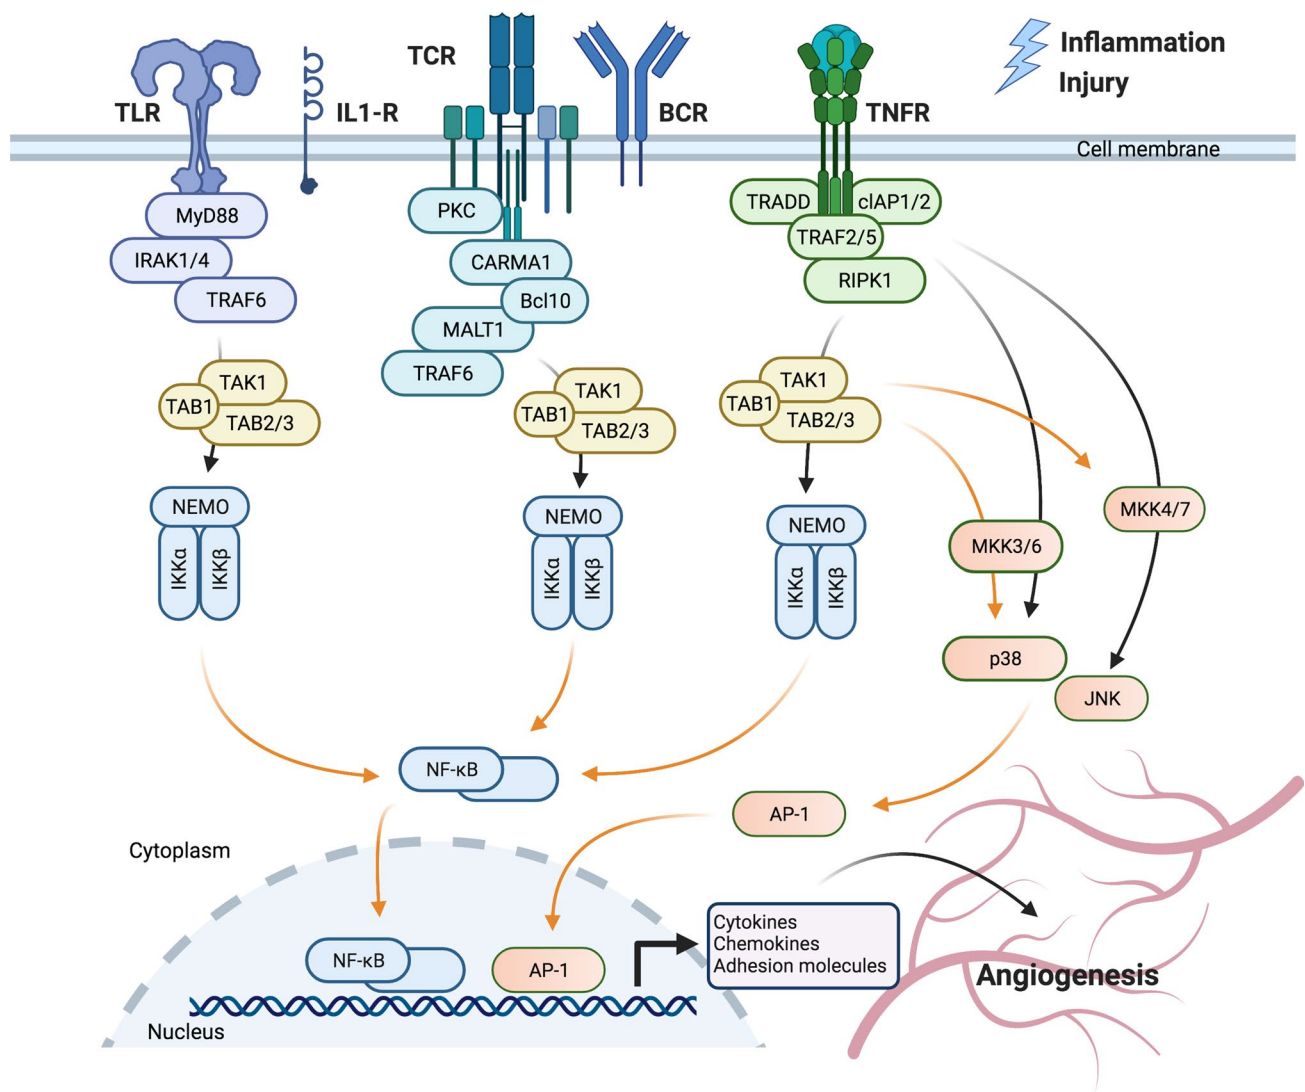 TCR
Inflammation
Injury
TLR
IL1-R
BCR
TNFR
Cell membrane
MyD88
IRAK1/4
TRAF6
PKC
CARMA1
Bcl10
MALT1
TRAF6
TRADD
cIAP1/2
TRAF2/5
RIPK1
TAK1
TAB1
TAB2/3
TAK1
TAB1
TAB2/3
TAK1
TAB1
TAB2/3
NEMO
IKKα
IKKβ
NEMO
IKKα
IKKβ
NEMO
IKKα
IKKβ
MKK4/7
MKK3/6
p38
JNK
NF-κB
AP-1
Cytoplasm
Cytokines
Chemokines
Adhesion molecules
NF-κB
AP-1
Angiogenesis
Nucleus